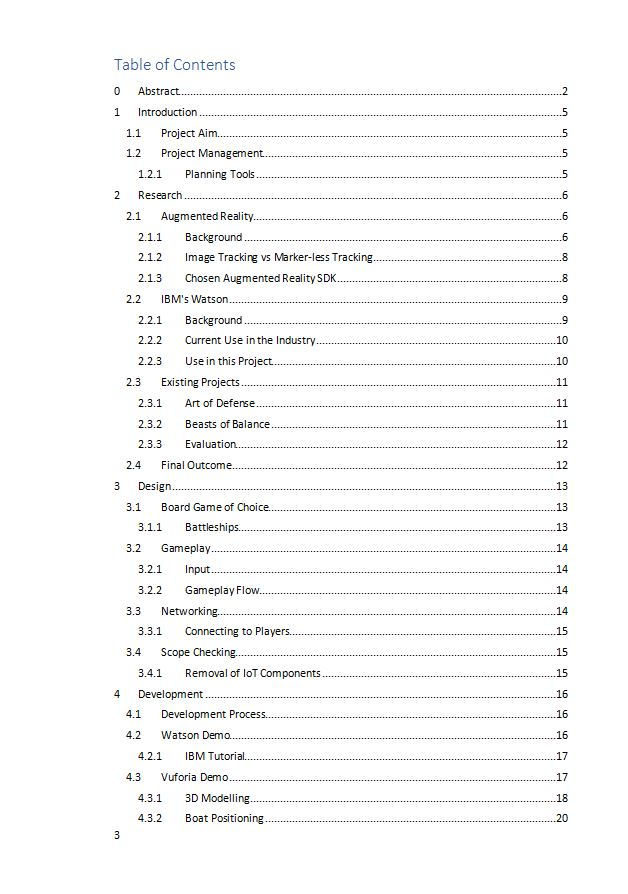 Table of Contents
0 Abstract...2
1 Introduction...5
1.1 Project Aim...5
1.2 Project Management...5
1.2.1 Planning Tools...5
2 Research...6
2.1 Augmented Reality...6
2.1.1 Background...6
2.1.2 Image Tracking vs Marker-less Tracking...8
2.1.3 Chosen Augmented Reality SDK...8
2.2 IBM's Watson...9
2.2.1 Background...9
2.2.2 Current Use in the Industry...10
2.2.3 Use in this Project...10
2.3 Existing Projects...11
2.3.1 Art of Defense...11
2.3.2 Beasts of Balance...11
2.3.3 Evaluation...12
2.4 Final Outcome...12
3 Design...13
3.1 Board Game of Choice...13
3.1.1 Battleships...13
3.2 Gameplay...14
3.2.1 Input...14
3.2.2 Gameplay Flow...14
3.3 Networking...14
3.3.1 Connecting to Players...15
3.4 Scope Checking...15
3.4.1 Removal of IoT Components...15
4 Development...16
4.1 Development Process...16
4.2 Watson Demo...16
4.2.1 IBM Tutorial...17
4.3 Vuforia Demo...17
4.3.1 3D Modelling...18
4.3.2 Boat Positioning...20
3